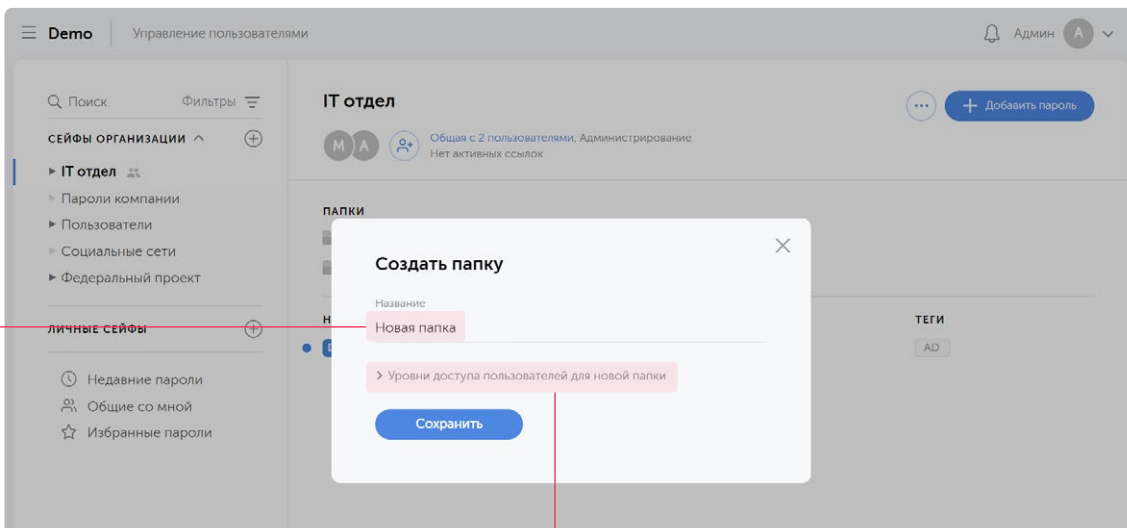 Demo
Управление пользователями
Админ
A
Поиск
Фильтры
СЕЙФЫ ОРГАНИЗАЦИИ
IT отдел
Пароли компании
Пользователи
Социальные сети
Федеральный проект
ЛИЧНЫЕ СЕЙФЫ
Недавние пароли
Общие со мной
Избранные пароли
IT отдел
Добавить пароль
M A
Общая с 2 пользователями, Администрирование
Нет активных ссылок
ПАПКИ
Создать папку
Название
Новая папка
Уровни доступа пользователей для новой папки
Сохранить
ТЕГИ
AD